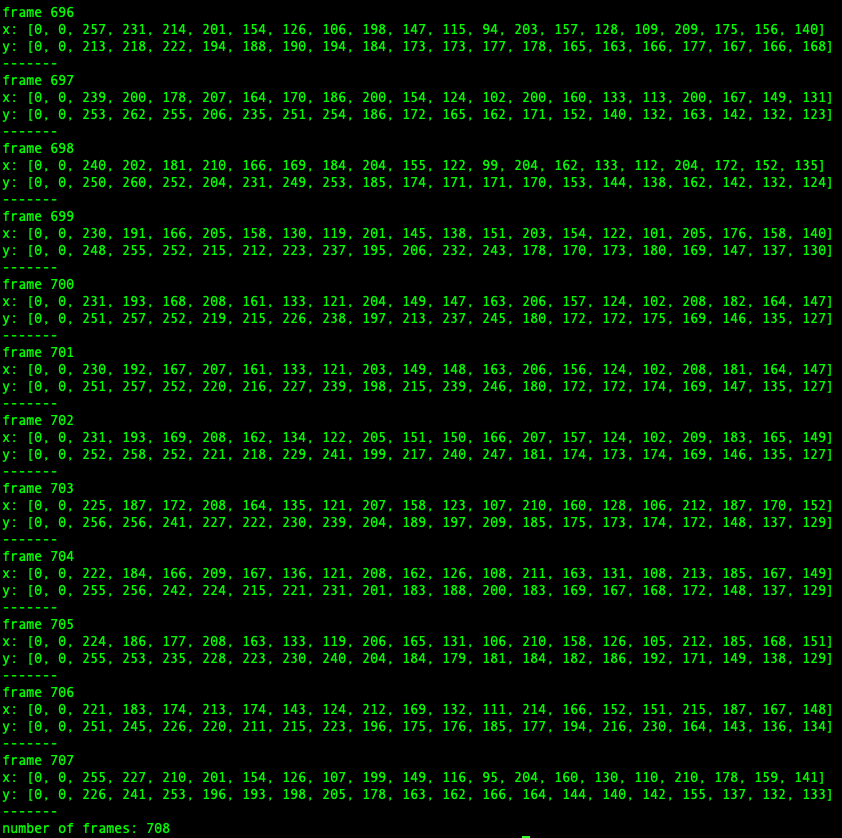 frame 696
x: [0, 0, 257, 231, 214, 201, 154, 126, 106, 198, 147, 115, 94, 203, 157, 128, 109, 209, 175, 156, 140]
y: [0, 0, 213, 218, 222, 194, 188, 190, 194, 184, 173, 173, 177, 178, 165, 163, 166, 177, 167, 166, 168]
-------
frame 697
x: [0, 0, 239, 200, 178, 207, 164, 170, 186, 200, 154, 124, 102, 200, 160, 133, 113, 200, 167, 149, 131]
y: [0, 0, 253, 262, 255, 206, 235, 251, 254, 186, 172, 165, 162, 171, 152, 140, 132, 163, 142, 132, 123]
-------
frame 698
x: [0, 0, 240, 202, 181, 210, 166, 169, 184, 204, 155, 122, 99, 204, 162, 133, 112, 204, 172, 152, 135]
y: [0, 0, 250, 260, 252, 204, 231, 249, 253, 185, 174, 171, 171, 170, 153, 144, 138, 162, 142, 132, 124]
-------
frame 699
x: [0, 0, 230, 191, 166, 205, 158, 130, 119, 201, 145, 138, 151, 203, 154, 122, 101, 205, 176, 158, 140]
y: [0, 0, 248, 255, 252, 215, 212, 223, 237, 195, 206, 232, 243, 178, 170, 173, 180, 169, 147, 137, 130]
-------
frame 700
x: [0, 0, 231, 193, 168, 208, 161, 133, 121, 204, 149, 147, 163, 206, 157, 124, 102, 208, 182, 164, 147]
y: [0, 0, 251, 257, 252, 219, 215, 226, 238, 197, 213, 237, 245, 180, 172, 172, 175, 169, 146, 135, 127]
-------
frame 701
x: [0, 0, 230, 192, 167, 207, 161, 133, 121, 203, 149, 148, 163, 206, 156, 124, 102, 208, 181, 164, 147]
y: [0, 0, 251, 257, 252, 220, 216, 227, 239, 198, 215, 239, 246, 180, 172, 172, 174, 169, 147, 135, 127]
-------
frame 702
x: [0, 0, 231, 193, 169, 208, 162, 134, 122, 205, 151, 150, 166, 207, 157, 124, 102, 209, 183, 165, 149]
y: [0, 0, 252, 258, 252, 221, 218, 229, 241, 199, 217, 240, 247, 181, 174, 173, 174, 169, 146, 135, 127]
-------
frame 703
x: [0, 0, 225, 187, 172, 208, 164, 135, 121, 207, 158, 123, 107, 210, 160, 128, 106, 212, 187, 170, 152]
y: [0, 0, 256, 256, 241, 227, 222, 230, 239, 204, 189, 197, 209, 185, 175, 173, 174, 172, 148, 137, 129]
-------
frame 704
x: [0, 0, 222, 184, 166, 209, 167, 136, 121, 208, 162, 126, 108, 211, 163, 131, 108, 213, 185, 167, 149]
y: [0, 0, 255, 256, 242, 224, 215, 221, 231, 201, 183, 188, 200, 183, 169, 167, 168, 172, 148, 137, 129]
-------
frame 705
x: [0, 0, 224, 186, 177, 208, 163, 133, 119, 206, 165, 131, 106, 210, 158, 126, 105, 212, 185, 168, 151]
y: [0, 0, 255, 253, 235, 228, 223, 230, 240, 204, 184, 179, 181, 184, 182, 186, 192, 171, 149, 138, 129]
-------
frame 706
x: [0, 0, 221, 183, 174, 213, 174, 143, 124, 212, 169, 132, 111, 214, 166, 152, 151, 215, 187, 167, 148]
y: [0, 0, 251, 245, 226, 220, 211, 215, 223, 196, 175, 176, 185, 177, 194, 216, 230, 164, 143, 136, 134]
-------
frame 707
x: [0, 0, 255, 227, 210, 201, 154, 126, 107, 199, 149, 116, 95, 204, 160, 130, 110, 210, 178, 159, 141]
y: [0, 0, 226, 241, 253, 196, 193, 198, 205, 178, 163, 162, 166, 164, 144, 140, 142, 155, 137, 132, 133]
-------
number of frames: 708